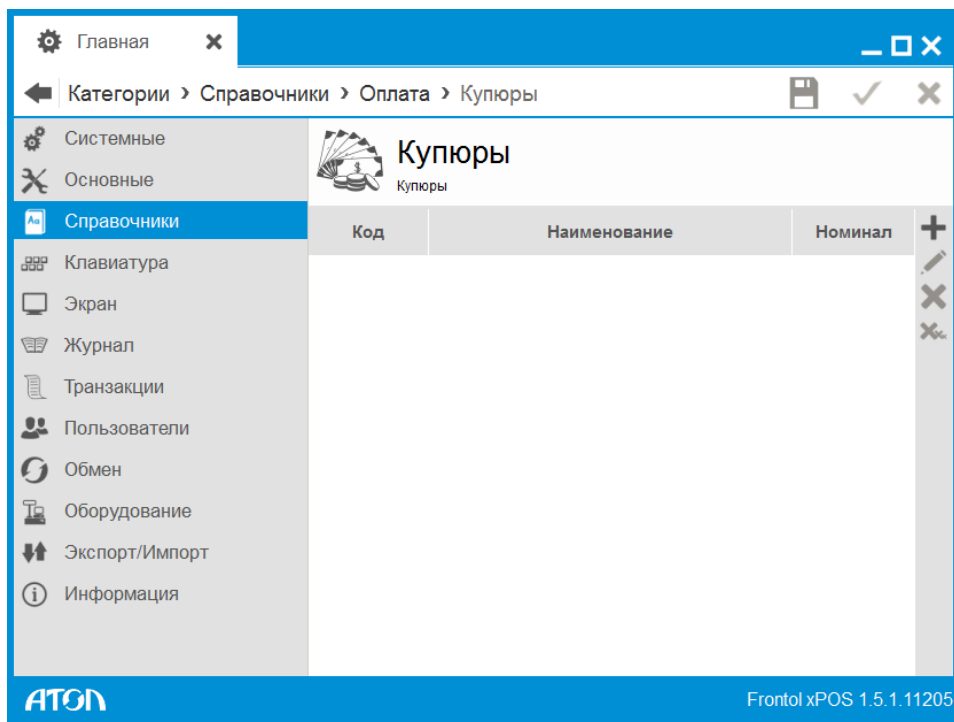 Главная
Категории › Справочники › Оплата › Купюры
Системные
Основные
Справочники
Клавиатура
Экран
Журнал
Транзакции
Пользователи
Обмен
Оборудование
Экспорт/Импорт
Информация
Купюры
Купюры
Код Наименование Номинал
ATOЛ
Frontol xPOS 1.5.1.11205